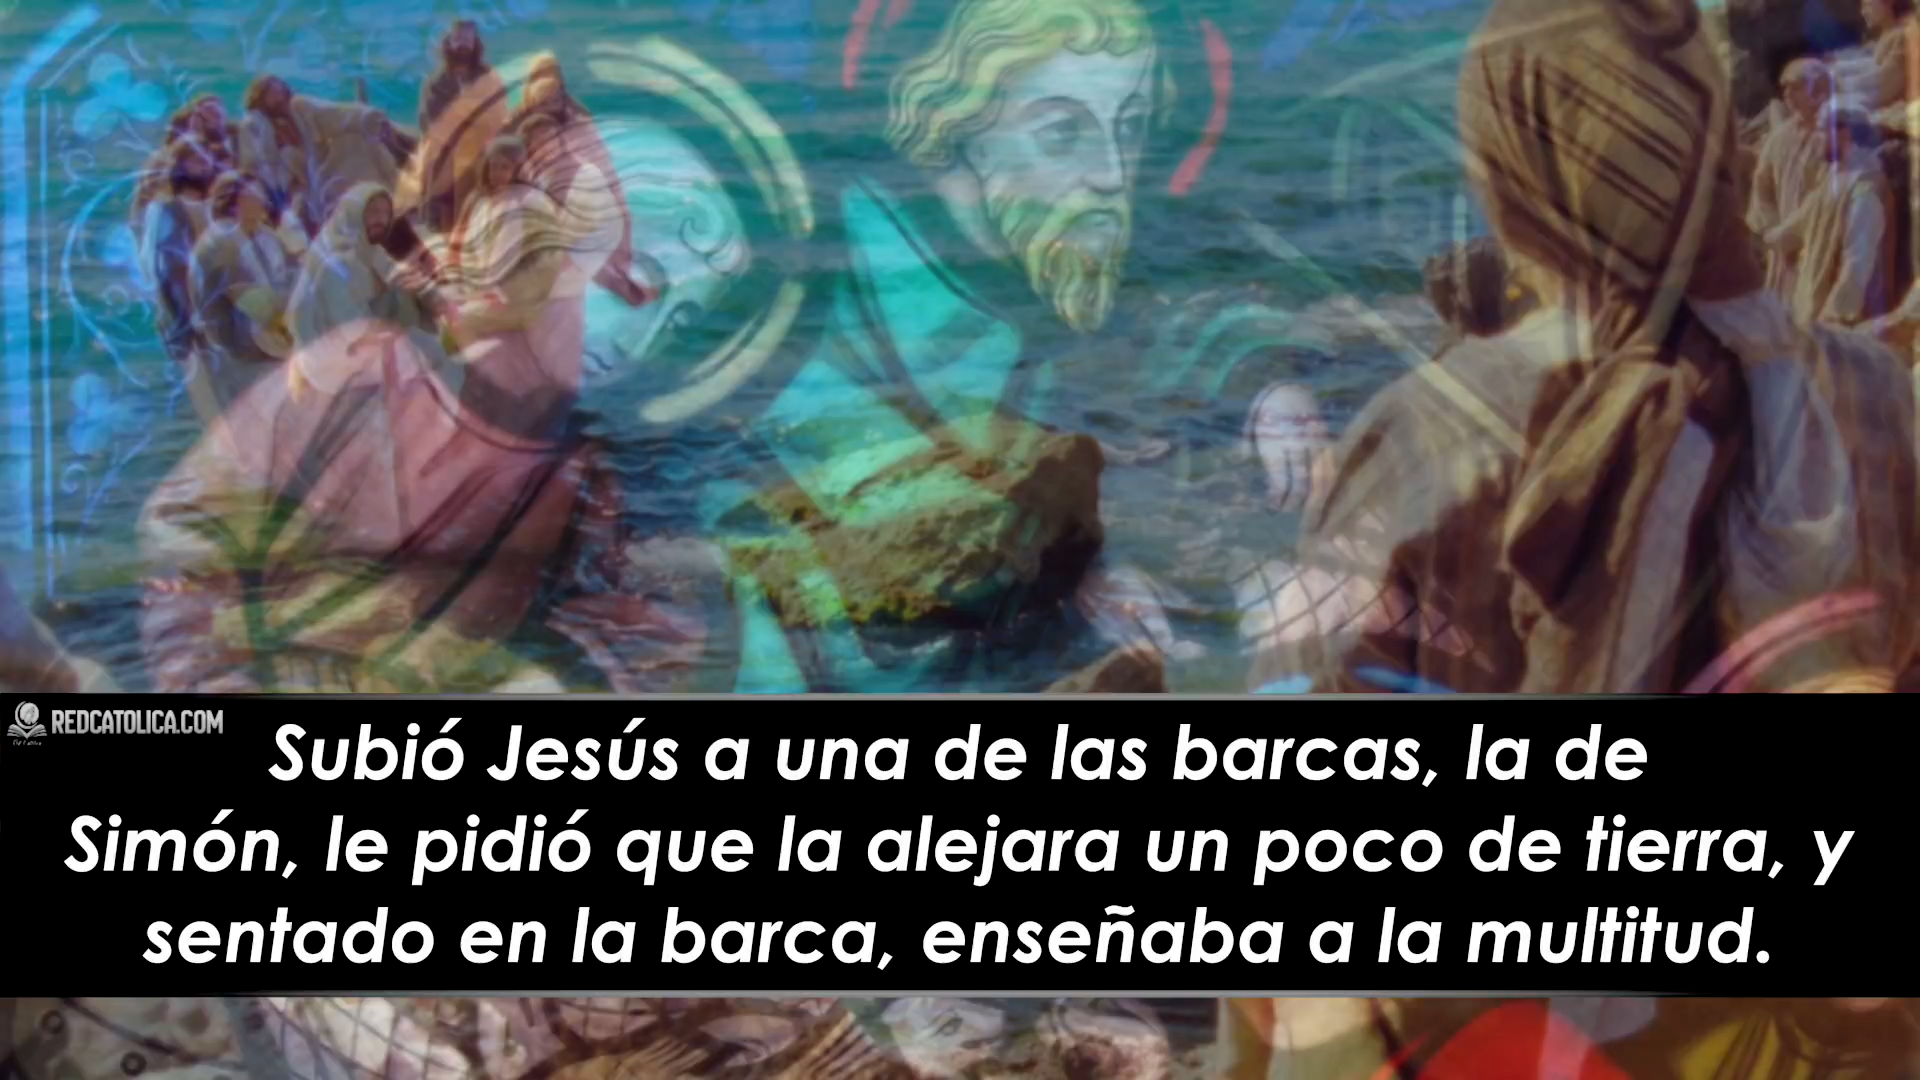 REDCATOLICA.COM
Subió Jesús a una de las barcas, la de
Simón, le pidió que la alejara un poco de tierra, y
sentado en la barca, enseñaba a la multitud.